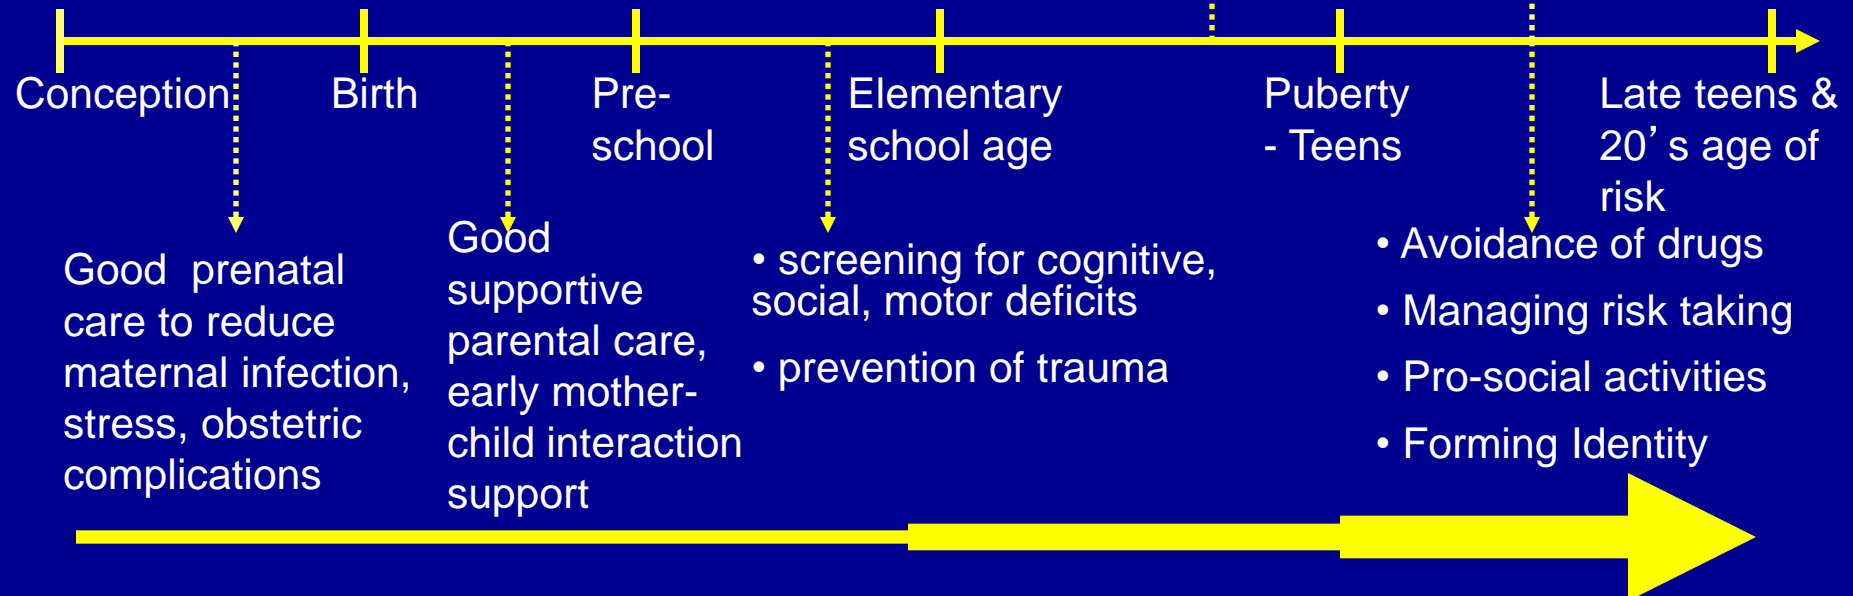 Conception
Birth
Pre-
school
Elementary
school age
Puberty
- Teens
Late teens &
20’ s age of
risk
Good prenatal
care to reduce
maternal infection,
stress, obstetric
complications
Good
supportive
parental care,
early mother-
child interaction
support
• screening for cognitive,
social, motor deficits
• prevention of trauma
• Avoidance of drugs
• Managing risk taking
• Pro-social activities
• Forming Identity